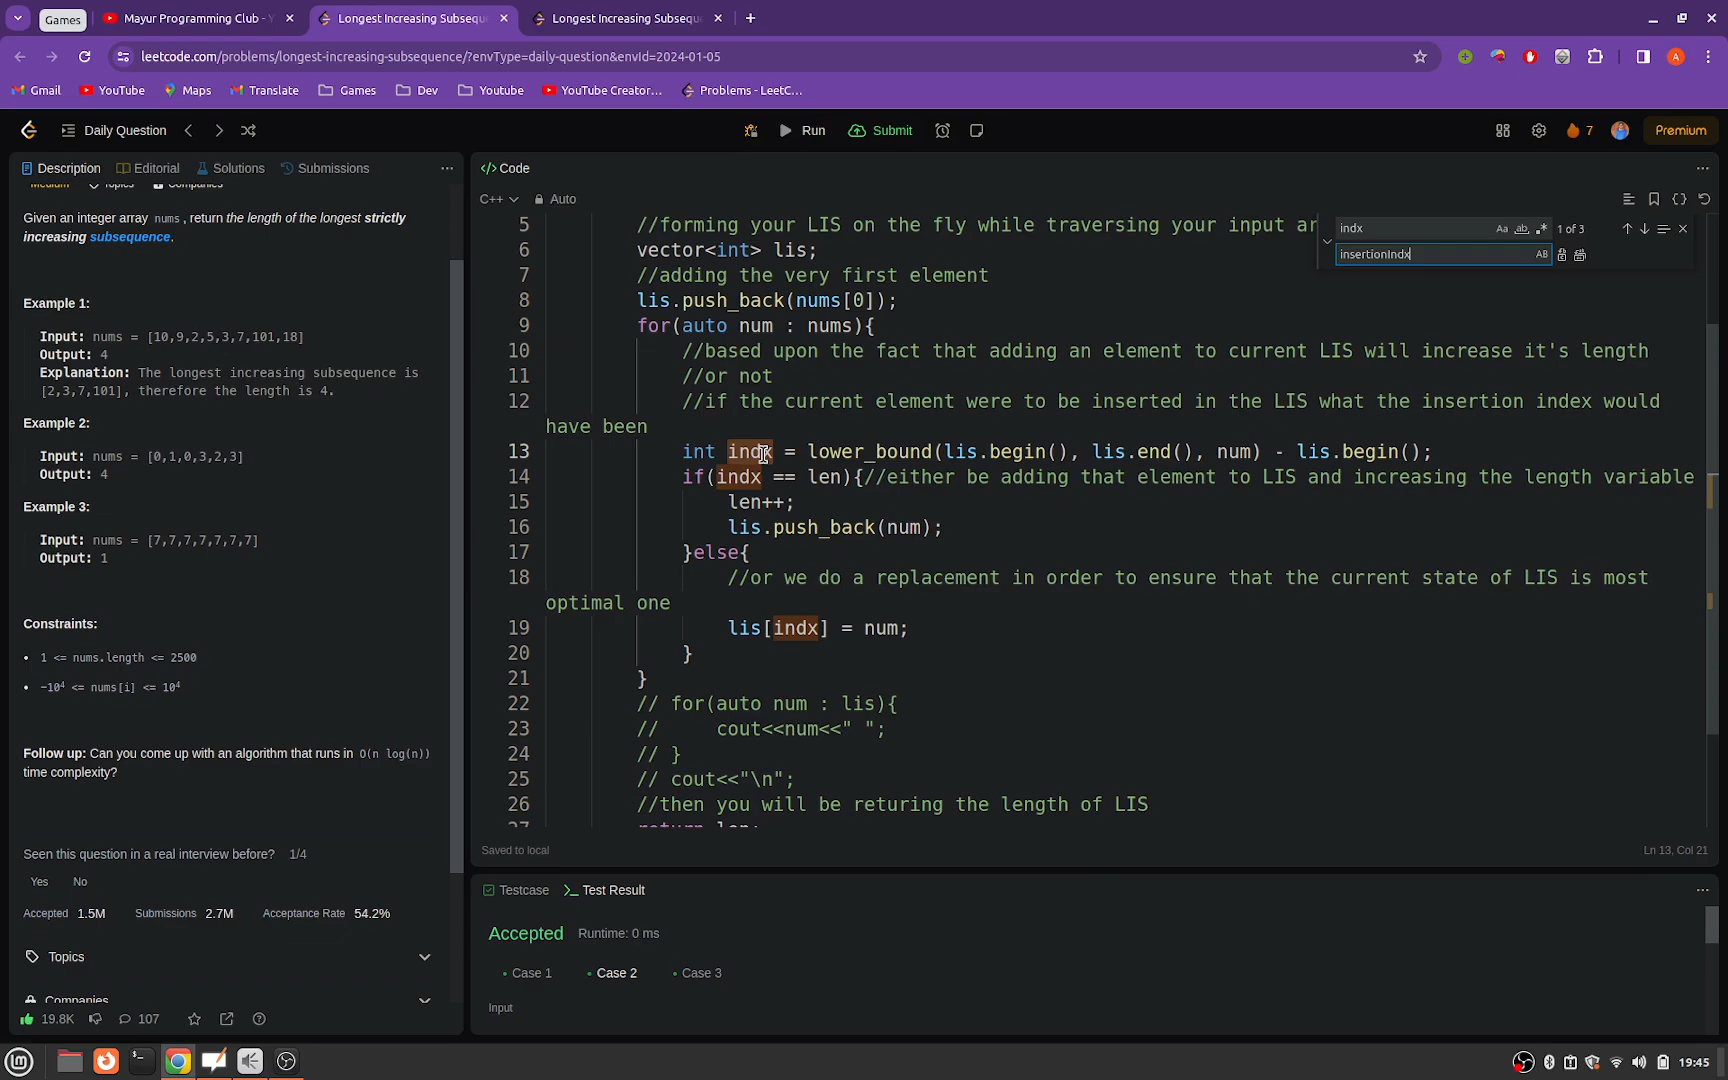 Games
Mayur Programming Club - Y
Longest Increasing Subsequ
Longest Increasing Subsequ
leetcode.com/problems/longest-increasing-subsequence/?envType=daily-question&envId=2024-01-05
A
Gmail
YouTube
Maps
Translate
Games
Dev
Youtube
YouTube Creator...
Problems - LeetC...
Daily Question
Run
Submit
7
Premium
Description
Editorial
Solutions
Submissions
Medium
Topics
Companies
Given an integer array nums, return the length of the longest strictly
increasing subsequence.
Example 1:
Input: nums = [10,9,2,5,3,7,101,18]
Output: 4
Explanation: The longest increasing subsequence is
[2,3,7,101], therefore the length is 4.
Example 2:
Input: nums = [0,1,0,3,2,3]
Output: 4
Example 3:
Input: nums = [7,7,7,7,7,7,7]
Output: 1
Constraints:
1 <= nums.length <= 2500
-10⁴ <= nums[i] <= 10⁴
Follow up: Can you come up with an algorithm that runs in O(n log(n))
time complexity?
Seen this question in a real interview before? 1/4
Yes
No
Accepted 1.5M
Submissions 2.7M
Acceptance Rate 54.2%
Topics
Companies
19.8K
107
</> Code
C++
Auto
indx
Aa ab .*
1 of 3
insertionIndx
AB
5 //forming your LIS on the fly while traversing your input ar
6 vector<int> lis;
7 //adding the very first element
8 lis.push_back(nums[0]);
9 for(auto num : nums){
10 //based upon the fact that adding an element to current LIS will increase it's length
11 //or not
12 //if the current element were to be inserted in the LIS what the insertion index would
have been
13 int indx = lower_bound(lis.begin(), lis.end(), num) - lis.begin();
14 if(indx == len){//either be adding that element to LIS and increasing the length variable
15 len++;
16 lis.push_back(num);
17 }else{
18 //or we do a replacement in order to ensure that the current state of LIS is most
optimal one
19 lis[indx] = num;
20 }
21 }
22 // for(auto num : lis){
23 // cout<<num<<" ";
24 // }
25 // cout<<"\n";
26 //then you will be returing the length of LIS
27 return len;
Saved to local
Ln 13, Col 21
Testcase
Test Result
Accepted
Runtime: 0 ms
Case 1
Case 2
Case 3
Input
19:45